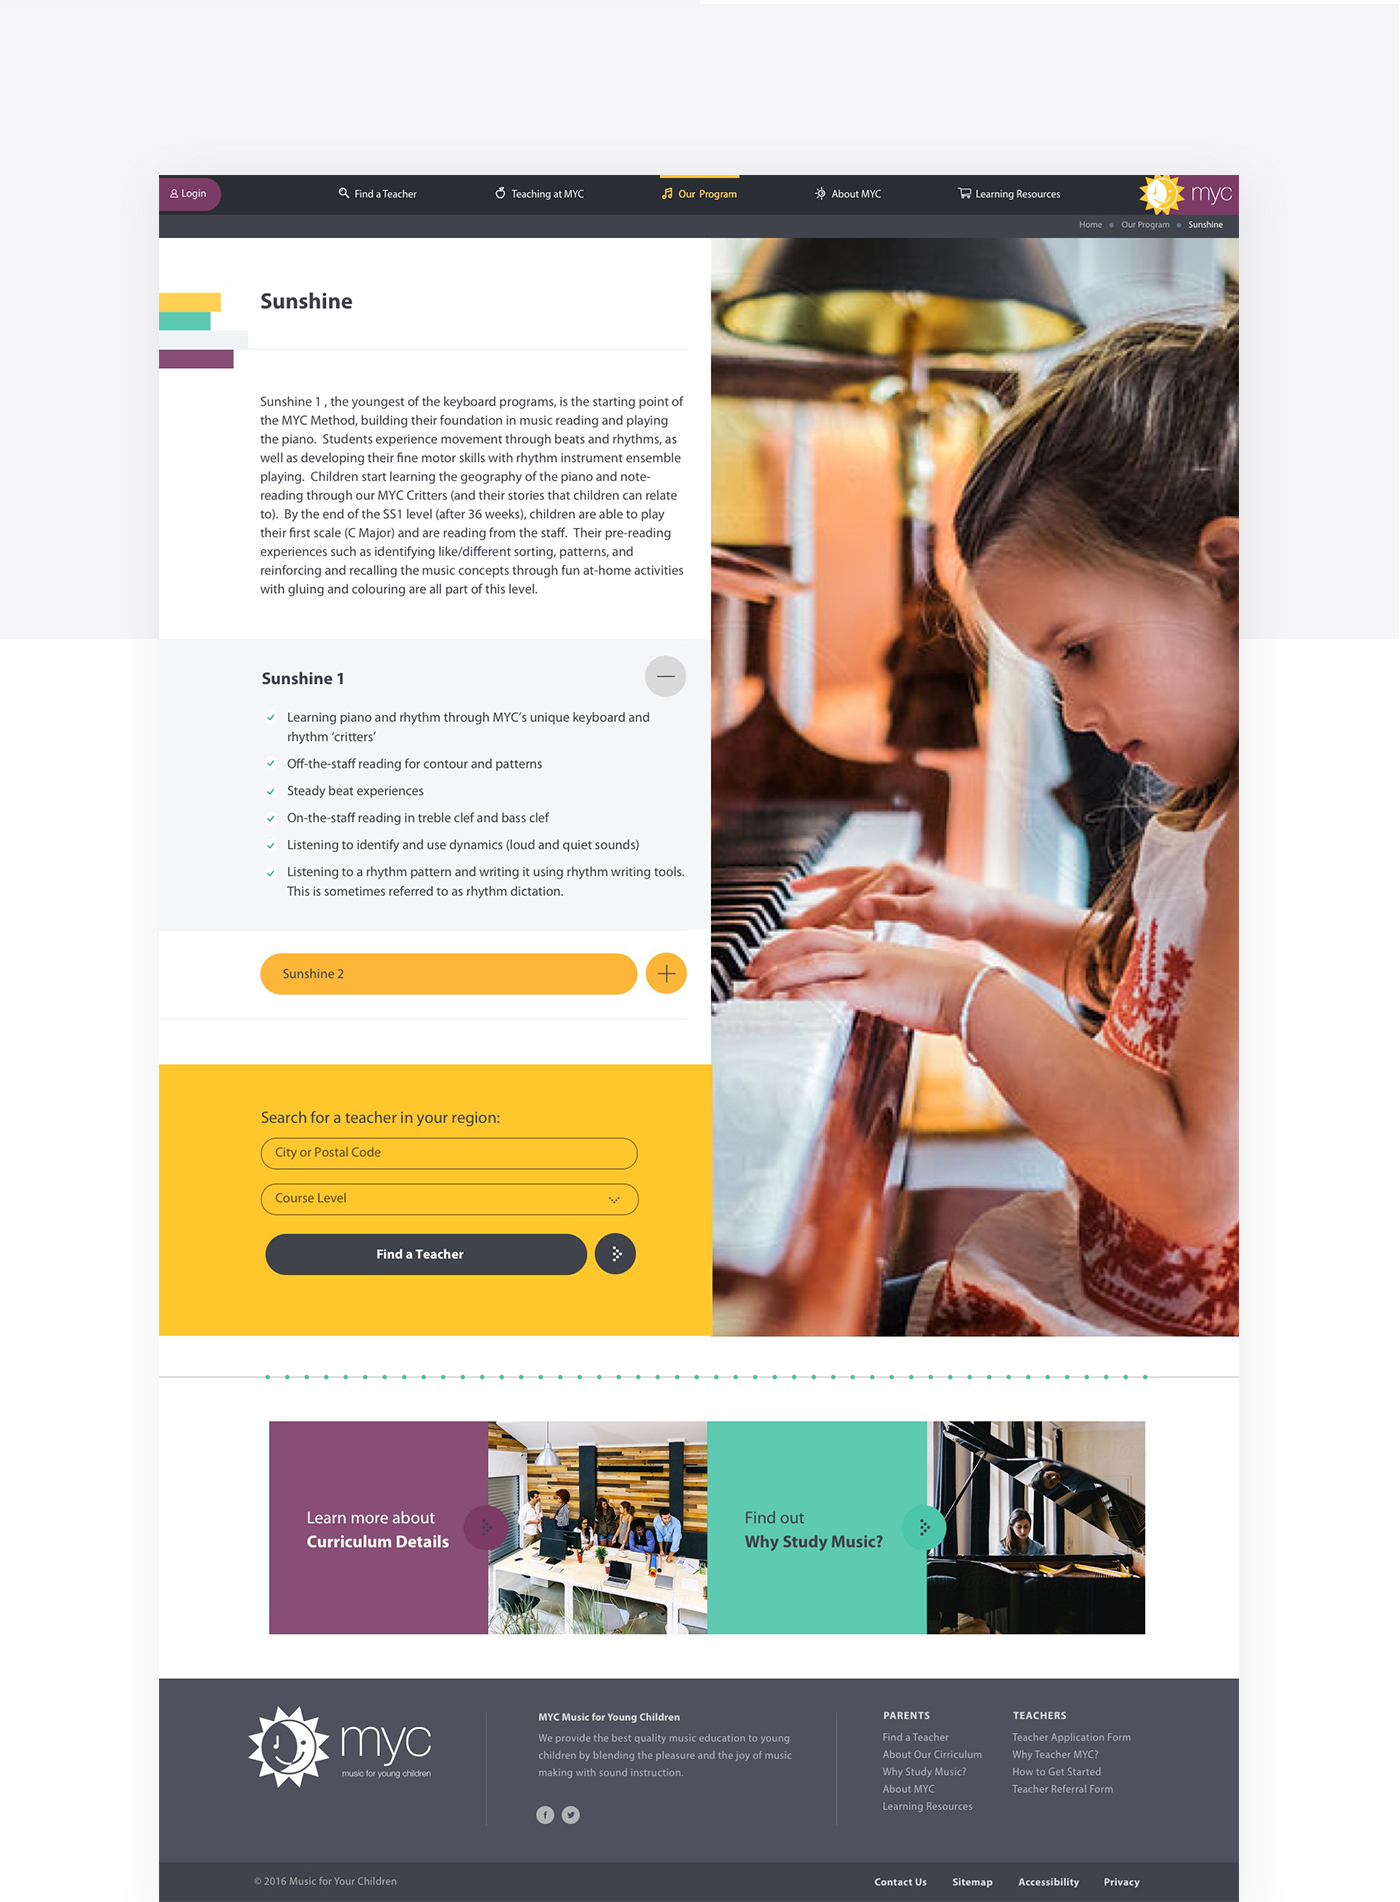 Login
Find a Teacher
Teaching at MYC
Our Program
About MYC
Learning Resources
myc
Home
Our Program
Sunshine
Sunshine
Sunshine 1 , the youngest of the keyboard programs, is the starting point of
the MYC Method, building their foundation in music reading and playing
the piano.  Students experience movement through beats and rhythms, as
well as developing their fine motor skills with rhythm instrument ensemble
playing.  Children start learning the geography of the piano and note-
reading through our MYC Critters (and their stories that children can relate
to).  By the end of the SS1 level (after 36 weeks), children are able to play
their first scale (C Major) and are reading from the staff.  Their pre-reading
experiences such as identifying like/different sorting, patterns, and
reinforcing and recalling the music concepts through fun at-home activities
with gluing and colouring are all part of this level.
Sunshine 1
Learning piano and rhythm through MYC's unique keyboard and
rhythm 'critters'
Off-the-staff reading for contour and patterns
Steady beat experiences
On-the-staff reading in treble clef and bass clef
Listening to identify and use dynamics (loud and quiet sounds)
Listening to a rhythm pattern and writing it using rhythm writing tools.
This is sometimes referred to as rhythm dictation.
Sunshine 2
Search for a teacher in your region:
City or Postal Code
Course Level
Find a Teacher
Learn more about
Curriculum Details
Find out
Why Study Music?
myc
music for young children
MYC Music for Young Children
We provide the best quality music education to young
children by blending the pleasure and the joy of music
making with sound instruction.
PARENTS
Find a Teacher
About Our Cirriculum
Why Study Music?
About MYC
Learning Resources
TEACHERS
Teacher Application Form
Why Teacher MYC?
How to Get Started
Teacher Referral Form
© 2016 Music for Your Children
Contact Us
Sitemap
Accessibility
Privacy